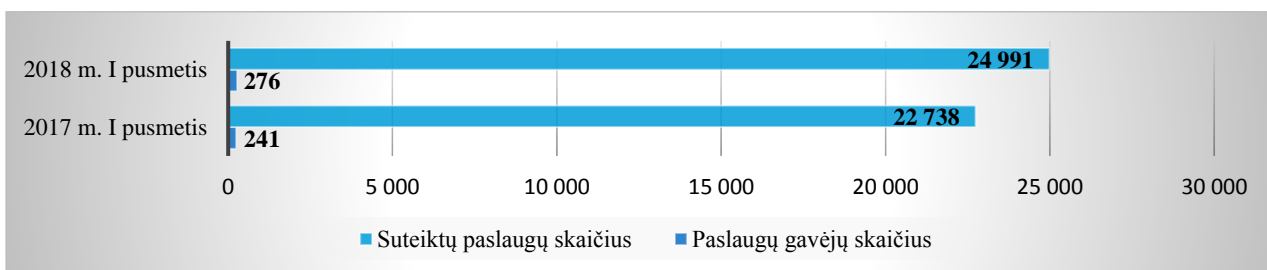 2018 m. I pusmetis
24 991
276
2017 m. I pusmetis
22 738
241
0 5 000 10 000 15 000 20 000 25 000 30 000
Suteiktų paslaugų skaičius Paslaugų gavėjų skaičius